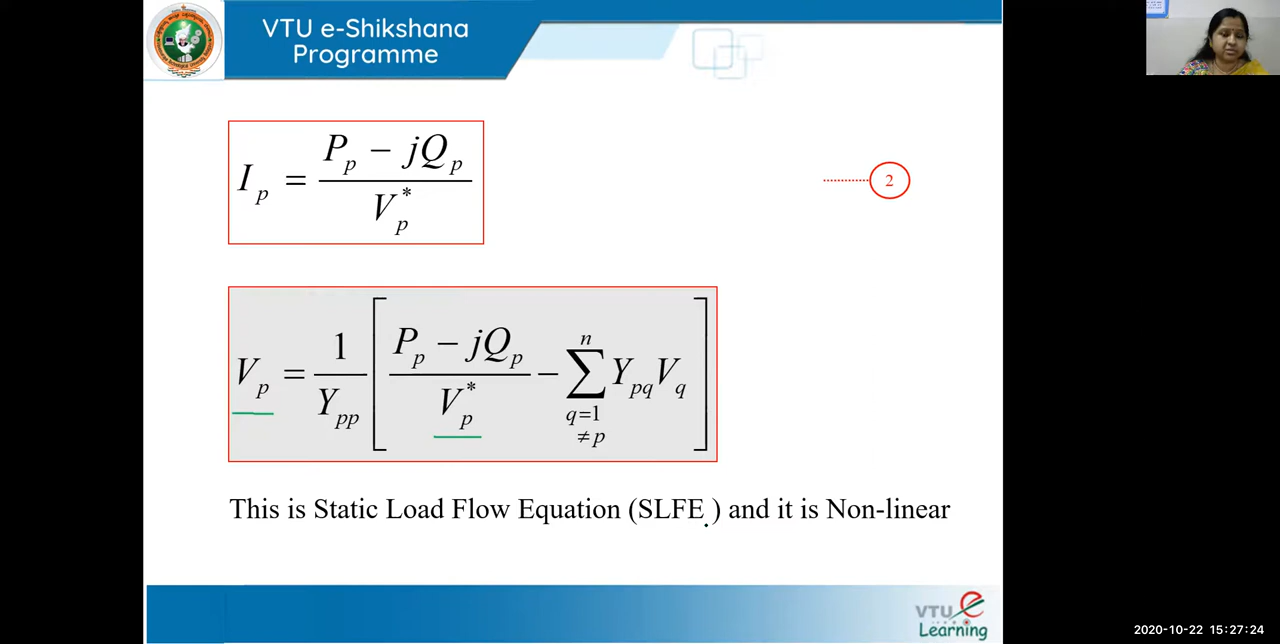 VTU e-Shikshana
Programme
I_p = (P_p − jQ_p) / V_p^*
2
V_p = 1/Y_pp [ (P_p − jQ_p) / V_p^* − ∑_{q=1 ≠p}^{n} Y_pq V_q ]
This is Static Load Flow Equation (SLFE ) and it is Non-linear
VTU e
Learning
2020-10-22 15:27:24